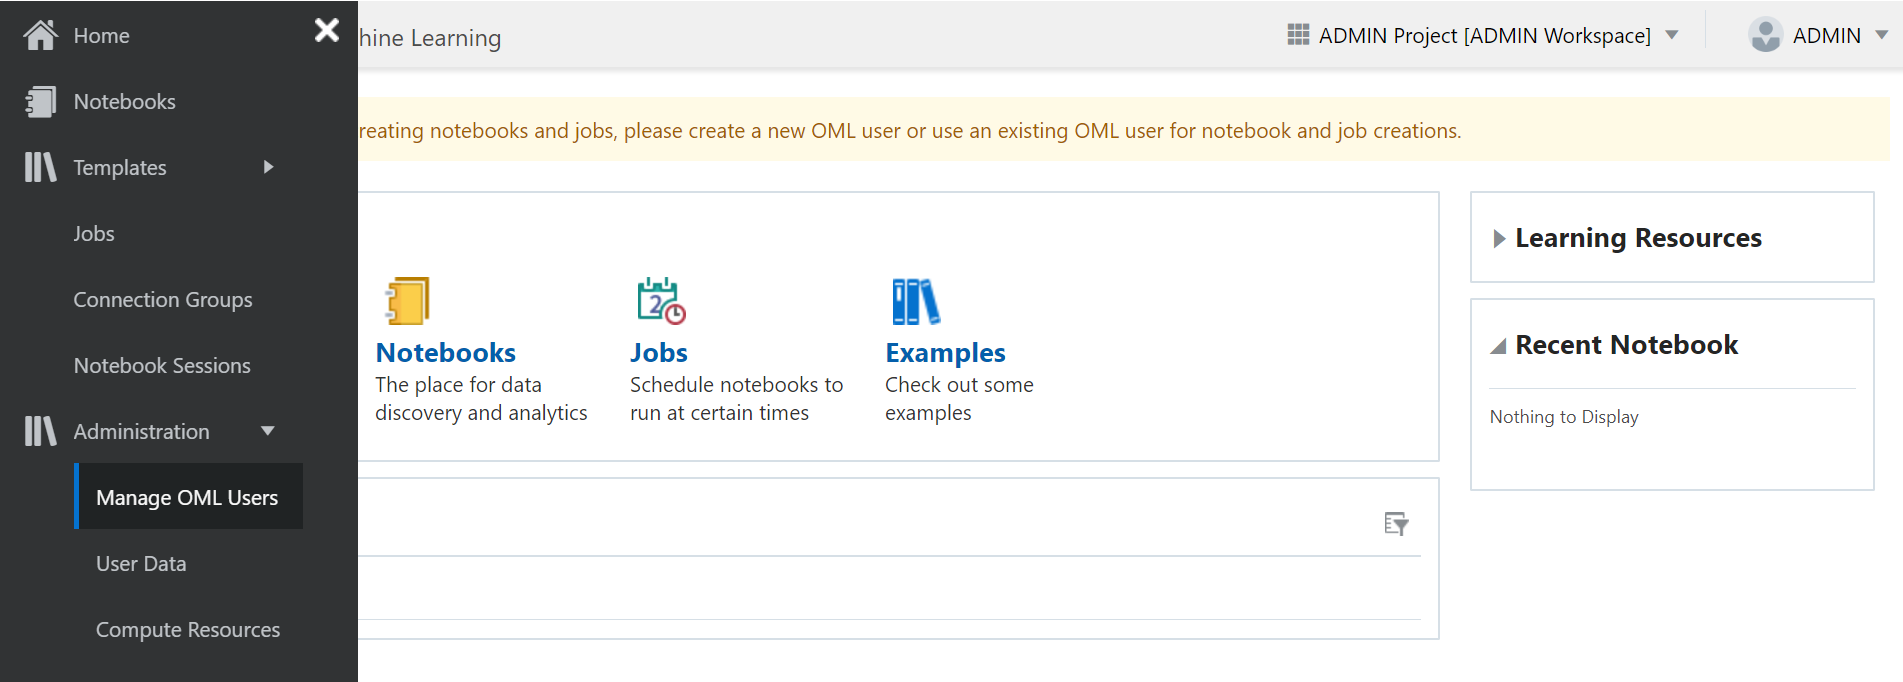 Home
Notebooks
Templates
Jobs
Connection Groups
Notebook Sessions
Administration
Manage OML Users
User Data
Compute Resources
hine Learning
ADMIN Project [ADMIN Workspace]
ADMIN
reating notebooks and jobs, please create a new OML user or use an existing OML user for notebook and job creations.
Notebooks
The place for data
discovery and analytics
2
Jobs
Schedule notebooks to
run at certain times
Examples
Check out some
examples
Learning Resources
Recent Notebook
Nothing to Display